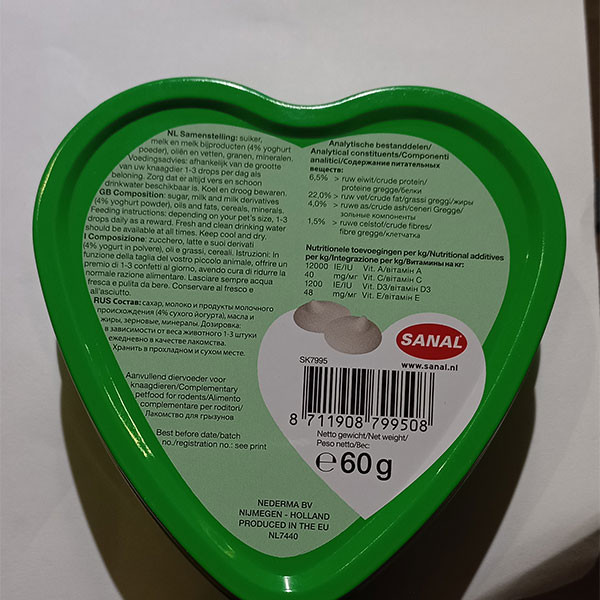 NL Samenstelling: suiker,
melk en melk bijproducten (4% yoghurt
poeder), oliën en vetten, granen, mineralen.
Voedingsadvies: afhankelijk van de grootte
van uw knaagdier 1-3 drops per dag als
beloning. Zorg dat er altijd vers en schoon
drinkwater beschikbaar is. Koel en droog bewaren.
GB Composition: sugar, milk and milk derivatives
(4% yoghurt powder), oils and fats, cereals, minerals.
Feeding instructions: depending on your pet's size, 1-3
drops daily as a reward. Fresh and clean drinking water
should be available at all times. Keep cool and dry.
I Composizione: zucchero, latte e suoi derivati
(4% yogurt in polvere), oli e grassi, cereali. Istruzioni: In
funzione della taglia del vostro piccolo animale, offrire un
premio di 1-3 confetti al giorno, avendo cura di ridurre la
normale razione alimentare. Lasciare sempre acqua
fresca e pulita da bere. Conservare al fresco e
all'asciutto.
RUS Состав: сахар, молоко и продукты молочного
происхождения (4% сухого йогурта), масла и
жиры, зерновые, минералы. Дозировка:
в зависимости от веса животного 1-3 штуки
ежедневно в качестве лакомства.
Хранить в прохладном и сухом месте.
Aanvullend diervoeder voor
knaagdieren/Complementary
petfood for rodents/Alimento
complementare per roditori/
Лакомство для грызунов
Best before date/batch
no./registration no.: see print
Analytische bestanddelen/
Analytical constituents/Componenti
analitici/Содержание питательных
веществ:
6,5% > ruw eiwit/crude protein/
proteine gregge/белки
22,0% > ruw vet/crude fat/grassi greggi/жиры
4,0% > ruwe as/crude ash/ceneri Gregge/
зольные компоненты
1,5% > ruwe celstof/crude fibres/
fibre gregge/клетчатка
Nutritionele toevoegingen per kg/Nutritional additives
per kg/Integrazione per kg/Витамины на кг:
12000 IE/IU Vit. A/вітамін A
40 mg/мг Vit. C/вітамін C
1200 IE/IU Vit. D3/вітамін D3
48 mg/мг Vit. E/вітамін E
SANAL
www.sanal.nl
SK7995
8 711908 799508
Netto gewicht/Net weight/
Peso netto/Вес:
℮60 g
NEDERMA BV
NIJMEGEN - HOLLAND
PRODUCED IN THE EU
NL7440